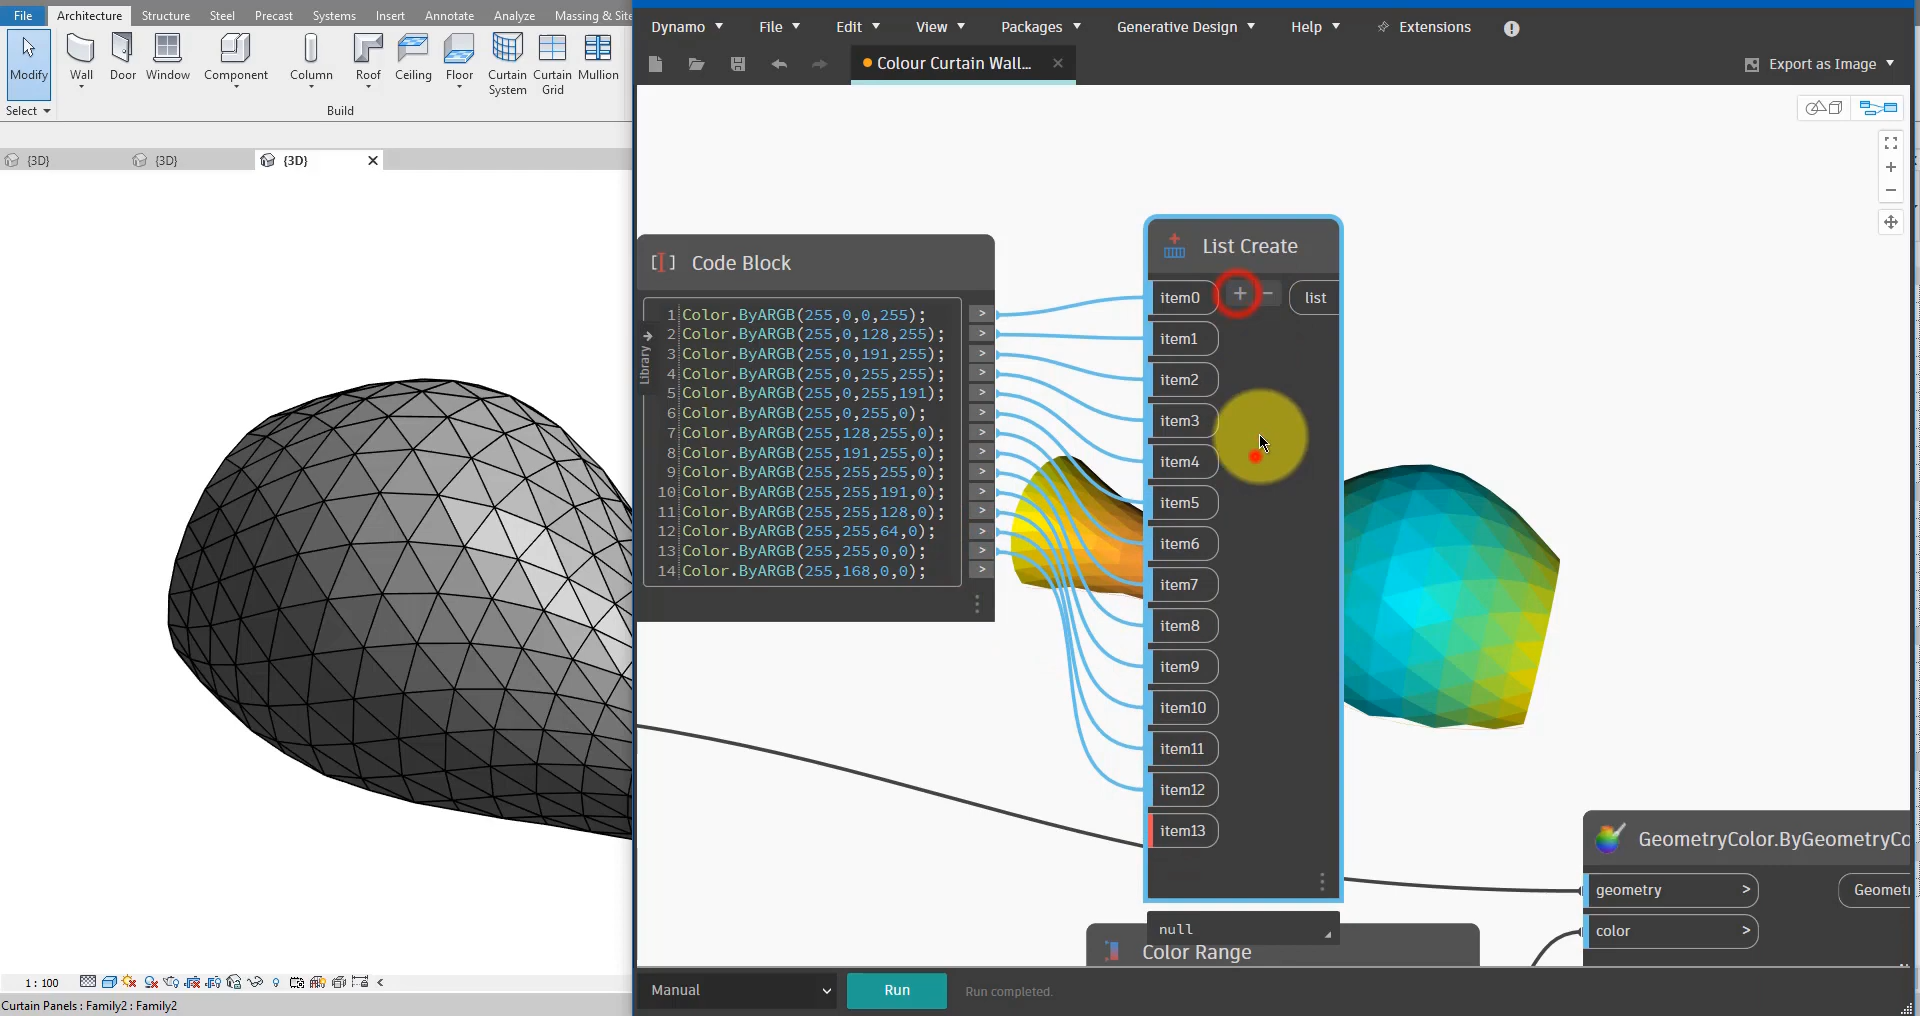 File Architecture Structure Steel Precast Systems Insert Annotate Analyze Massing & Site
Modify Wall Door Window Component Column Roof Ceiling Floor Curtain System Curtain Grid Mullion
Select Build
{3D} {3D} {3D}
1 : 100
Curtain Panels : Family2 : Family2
Dynamo File Edit View Packages Generative Design Help Extensions
Colour Curtain Wall...
Export as Image
Library
Code Block
1 Color.ByARGB(255,0,0,255);
2 Color.ByARGB(255,0,128,255);
3 Color.ByARGB(255,0,191,255);
4 Color.ByARGB(255,0,255,255);
5 Color.ByARGB(255,0,255,191);
6 Color.ByARGB(255,0,255,0);
7 Color.ByARGB(255,128,255,0);
8 Color.ByARGB(255,191,255,0);
9 Color.ByARGB(255,255,255,0);
10 Color.ByARGB(255,255,191,0);
11 Color.ByARGB(255,255,128,0);
12 Color.ByARGB(255,255,64,0);
13 Color.ByARGB(255,255,0,0);
14 Color.ByARGB(255,168,0,0);
List Create
item0 + - list
item1
item2
item3
item4
item5
item6
item7
item8
item9
item10
item11
item12
item13
null
Color Range
GeometryColor.ByGeometryCo
geometry > Geomet
color >
Manual Run Run completed.